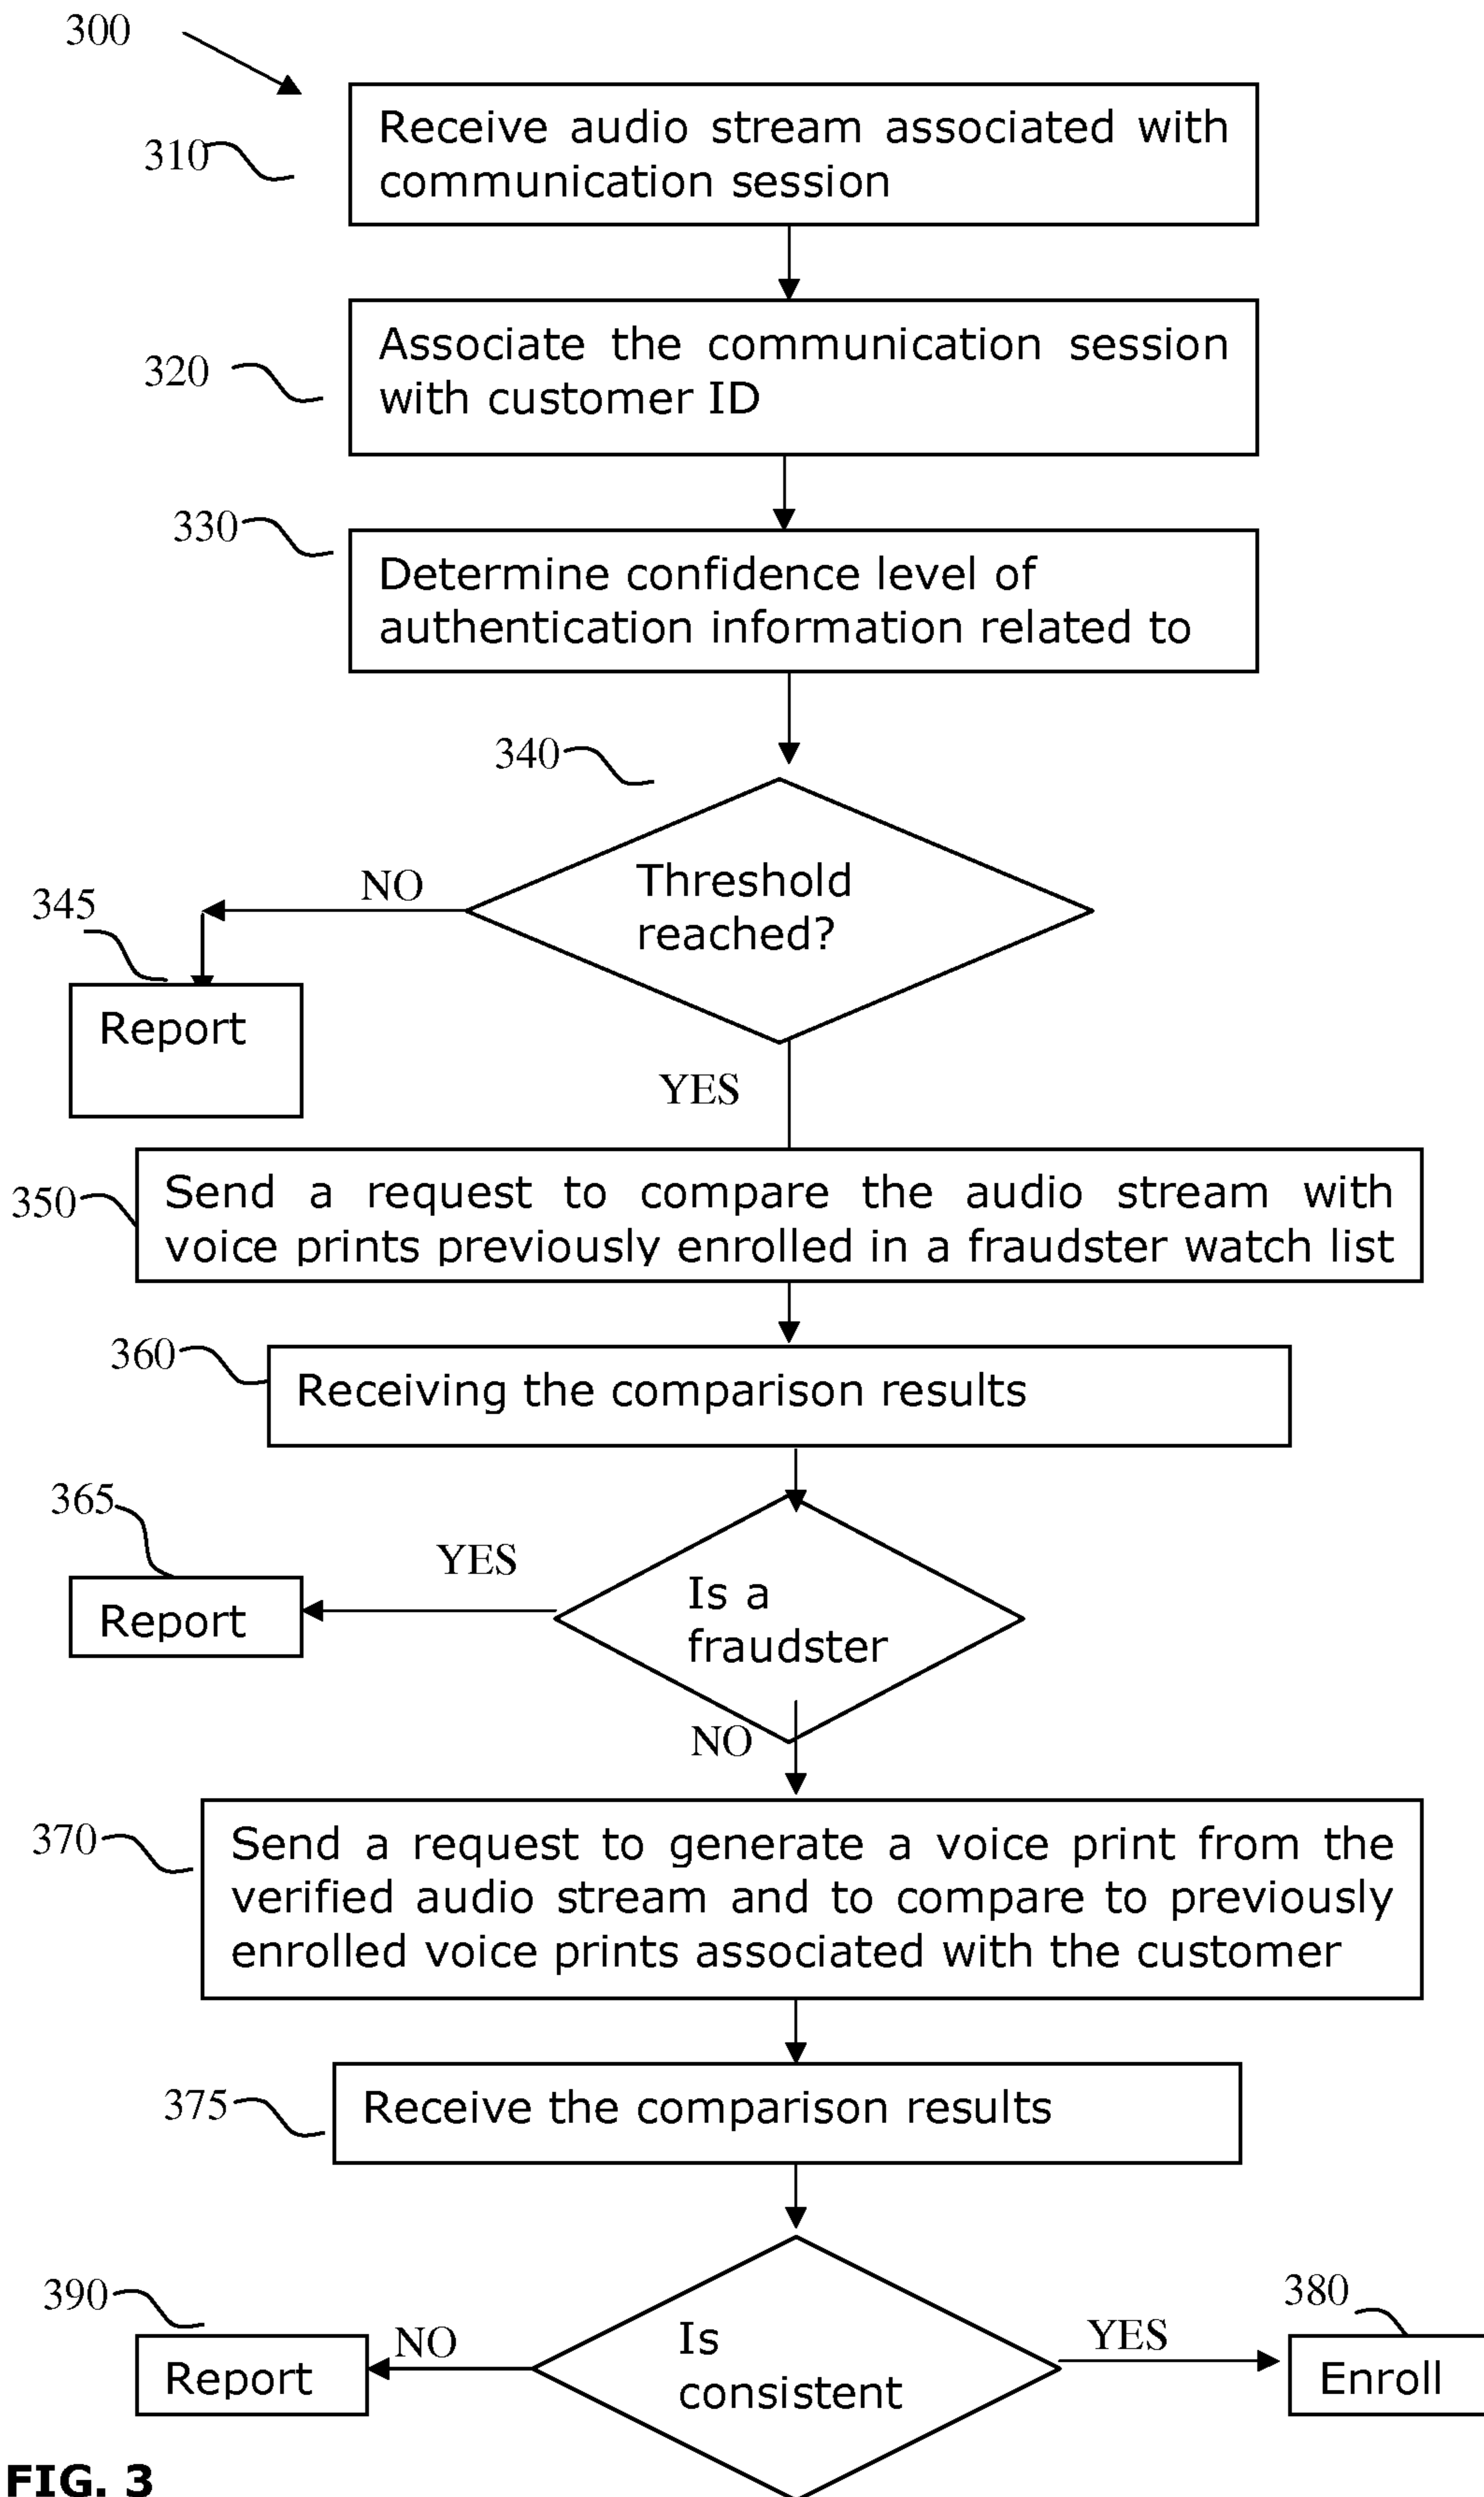 300
310
Receive audio stream associated with
communication session
320
Associate the communication session
with customer ID
330
Determine confidence level of
authentication information related to
340
Threshold
reached?
NO
345
Report
YES
350
Send a request to compare the audio stream with
voice prints previously enrolled in a fraudster watch list
360
Receiving the comparison results
365
YES
Report
Is a
fraudster
NO
370
Send a request to generate a voice print from the
verified audio stream and to compare to previously
enrolled voice prints associated with the customer
375
Receive the comparison results
390
Report
NO
Is
consistent
YES
380
Enroll
FIG. 3